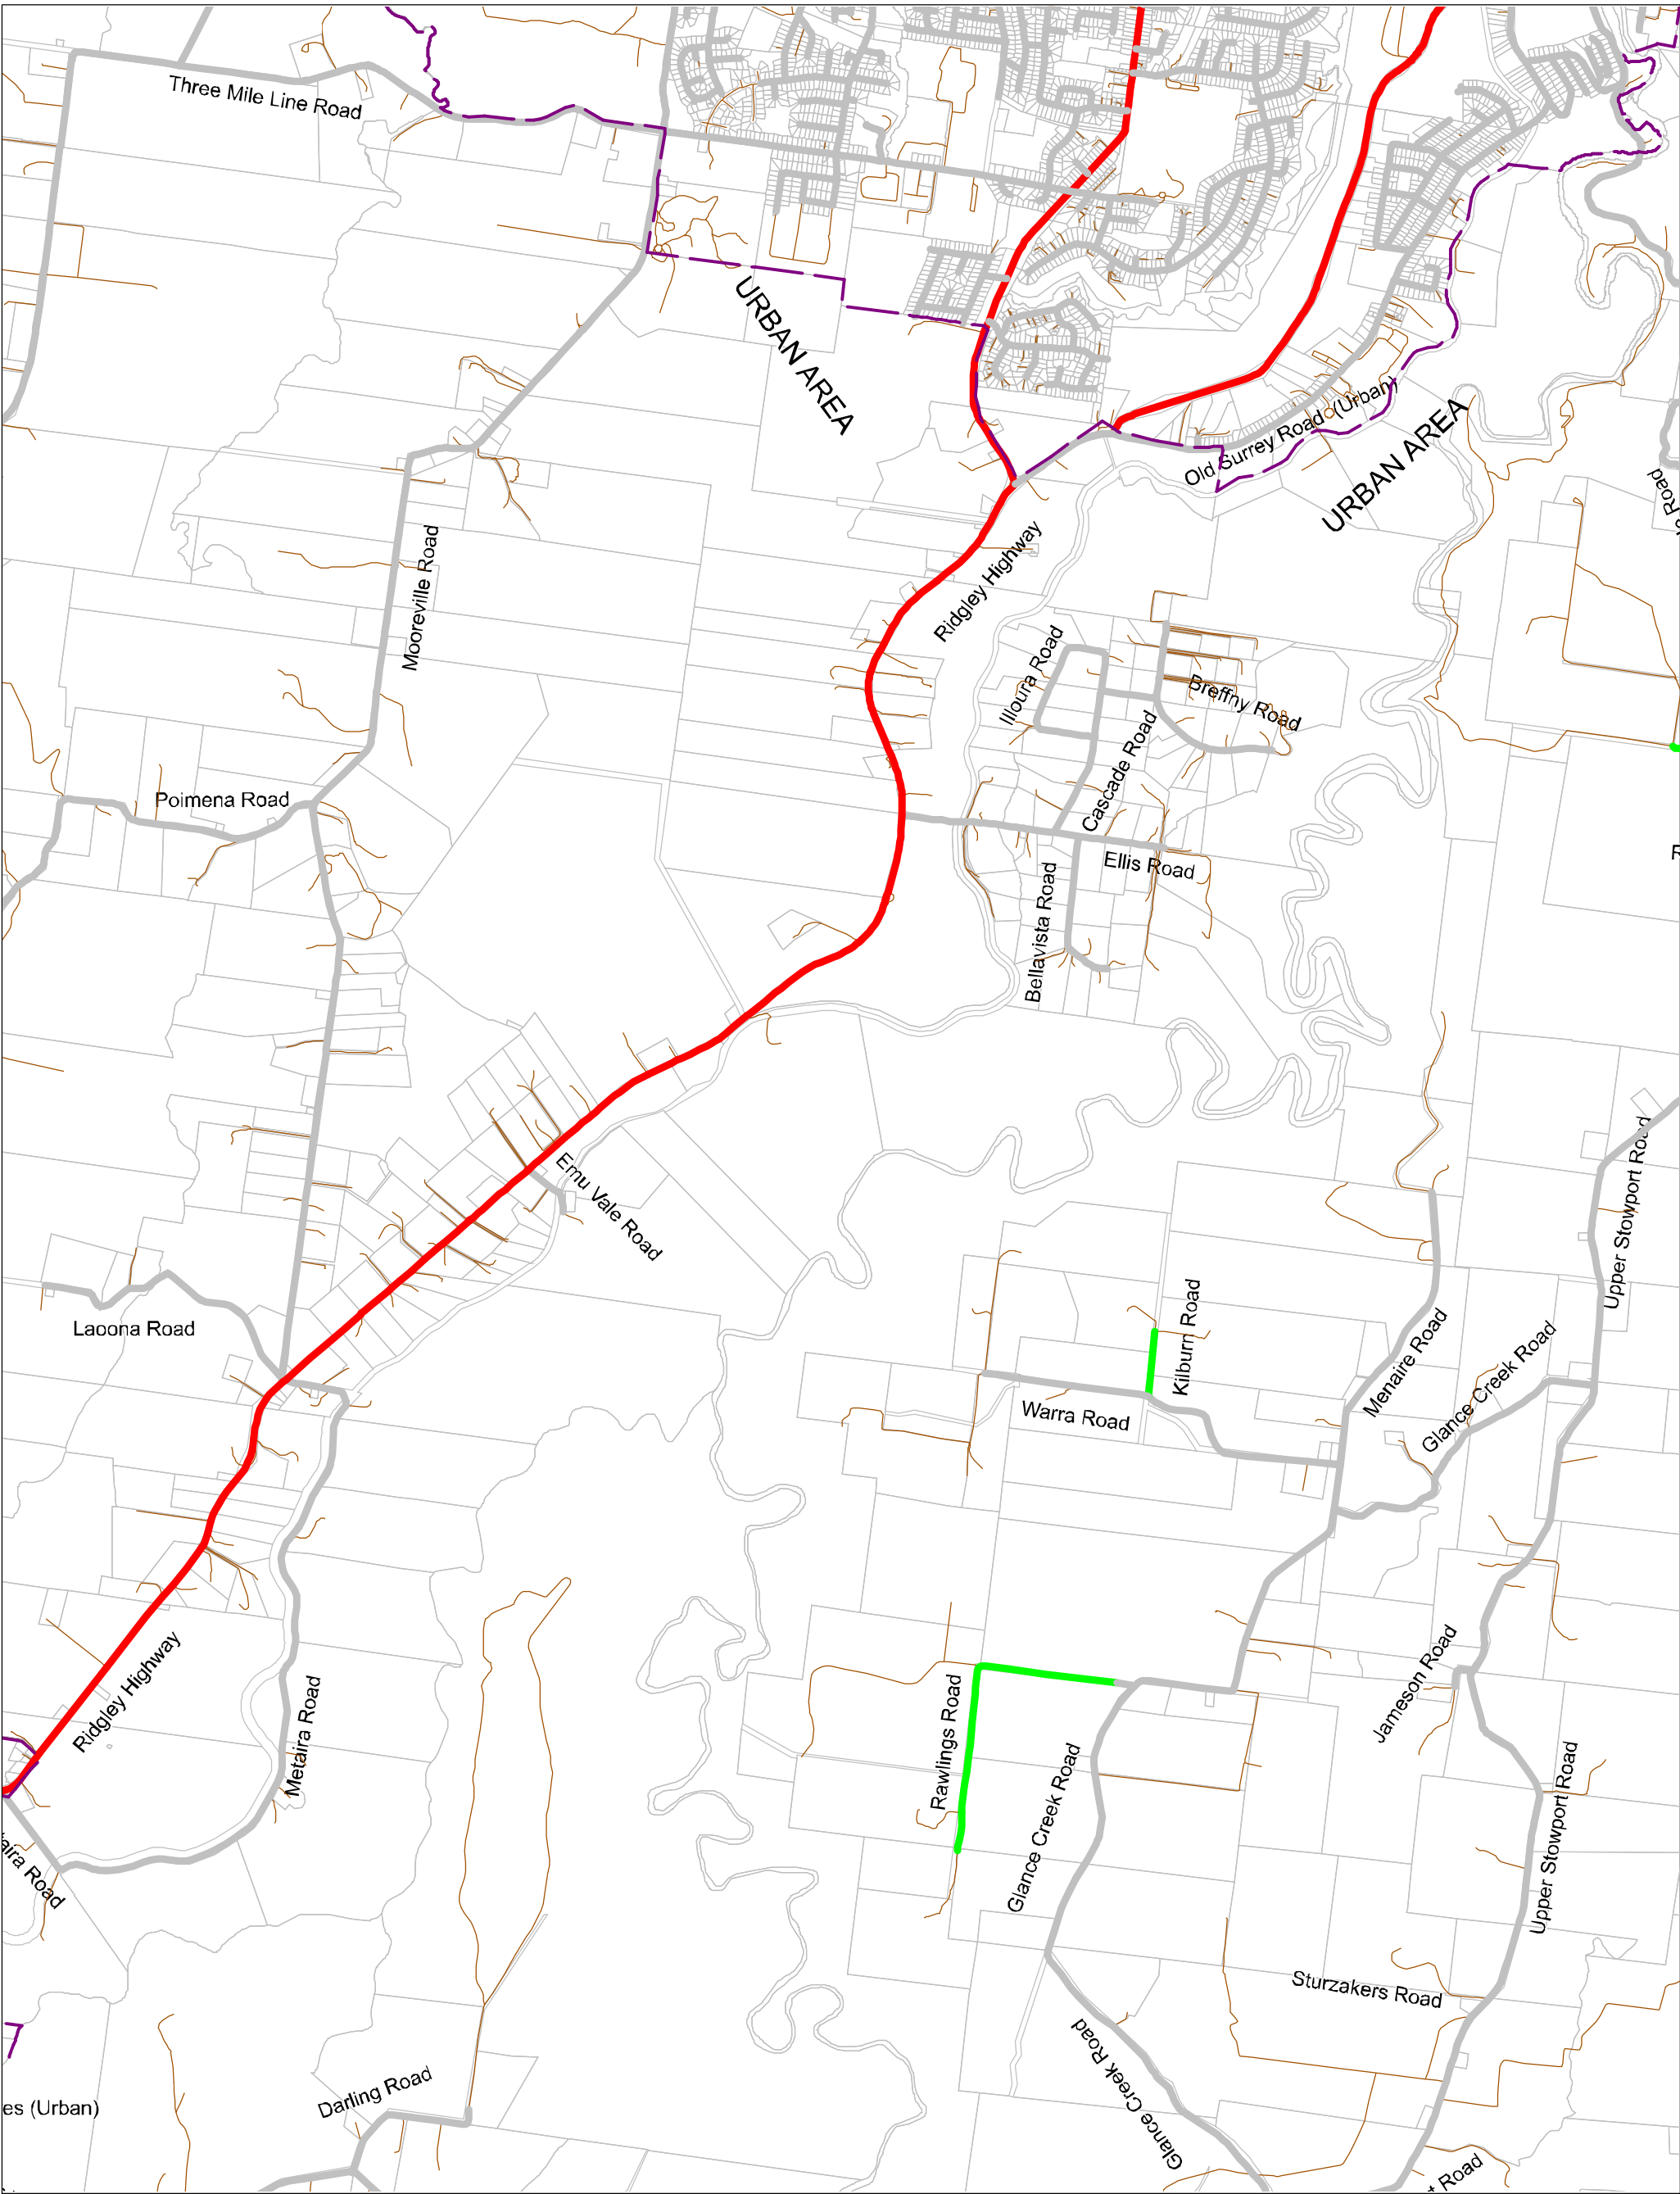 Three Mile Line Road
URBAN AREA
Old Surrey Road (Urban)
URBAN AREA
Road
Ridgley Highway
Mooreville Road
Illoura Road
Breffny Road
Cascade Road
Poimena Road
Ellis Road
Bellavista Road
Emu Vale Road
Upper Stowport Road
Kilburn Road
Laoona Road
Menaire Road
Glance Creek Road
Warra Road
Ridgley Highway
Metaira Road
Rawlings Road
Jameson Road
Glance Creek Road
Upper Stowport Road
aira Road
Sturzakers Road
Glance Creek Road
Darling Road
es (Urban)
t Road